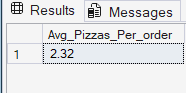 Results Messages
Avg_Pizzas_Per_order
1 2.32